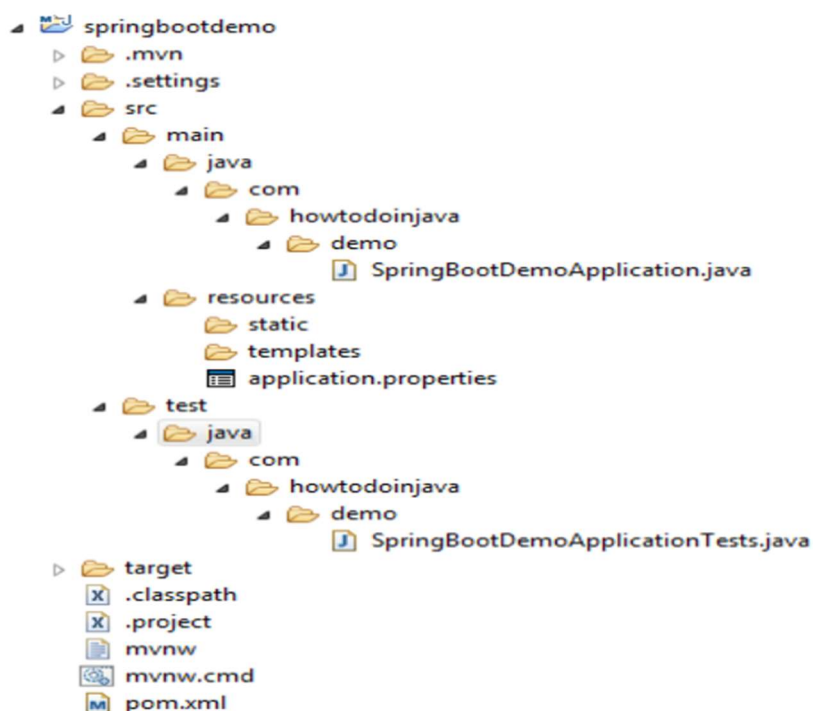 springbootdemo
.mvn
.settings
src
main
java
com
howtodoinjava
demo
SpringBootDemoApplication.java
resources
static
templates
application.properties
test
java
com
howtodoinjava
demo
SpringBootDemoApplicationTests.java
target
.classpath
.project
mvnw
mvnw.cmd
pom.xml